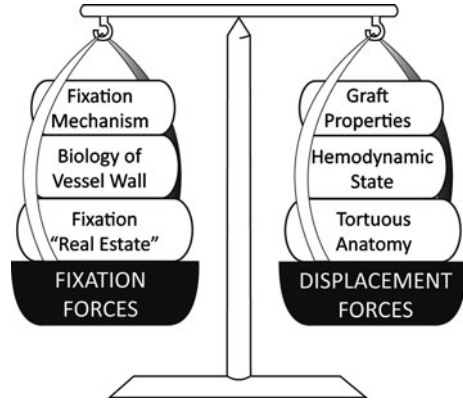 Fixation
Mechanism
Biology of
Vessel Wall
Fixation
“Real Estate”
FIXATION
FORCES
Graft
Properties
Hemodynamic
State
Tortuous
Anatomy
DISPLACEMENT
FORCES